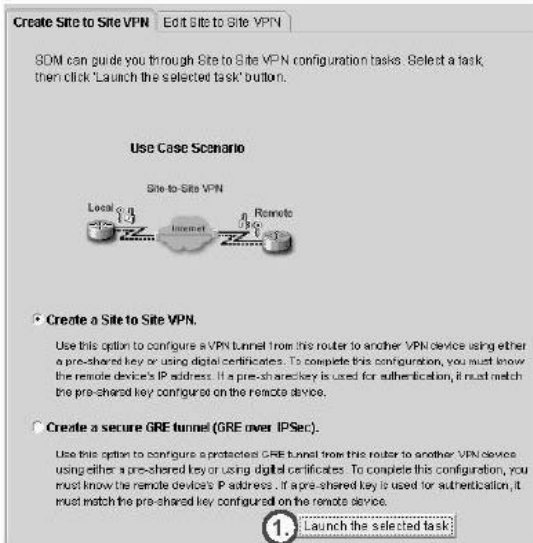 Create Site to Site VPN Edit Site to Site VPN
SDM can guide you through Site to Site VPN configuration tasks. Select a task,
then click 'Launch the selected task' button.
Use Case Scenario
Site-to-Site VPN
Local
Internet
Remote
Create a Site to Site VPN.
Use this option to configure a VPN tunnel from this router to another VPN device using either
a pre-shared key or using digital certificates. To complete this configuration, you must know
the remote device's IP address. If a pre-shared key is used for authentication, it must match
the pre-shared key configured on the remote device.
Create a secure GRE tunnel (GRE over IPSec).
Use this option to configure a protected GRE tunnel from this router to another VPN device
using either a pre-shared key or using digital certificates. To complete this configuration, you
must know the remote device's IP address. If a pre-shared key is used for authentication, it
must match the pre-shared key configured on the remote device.
1. Launch the selected task